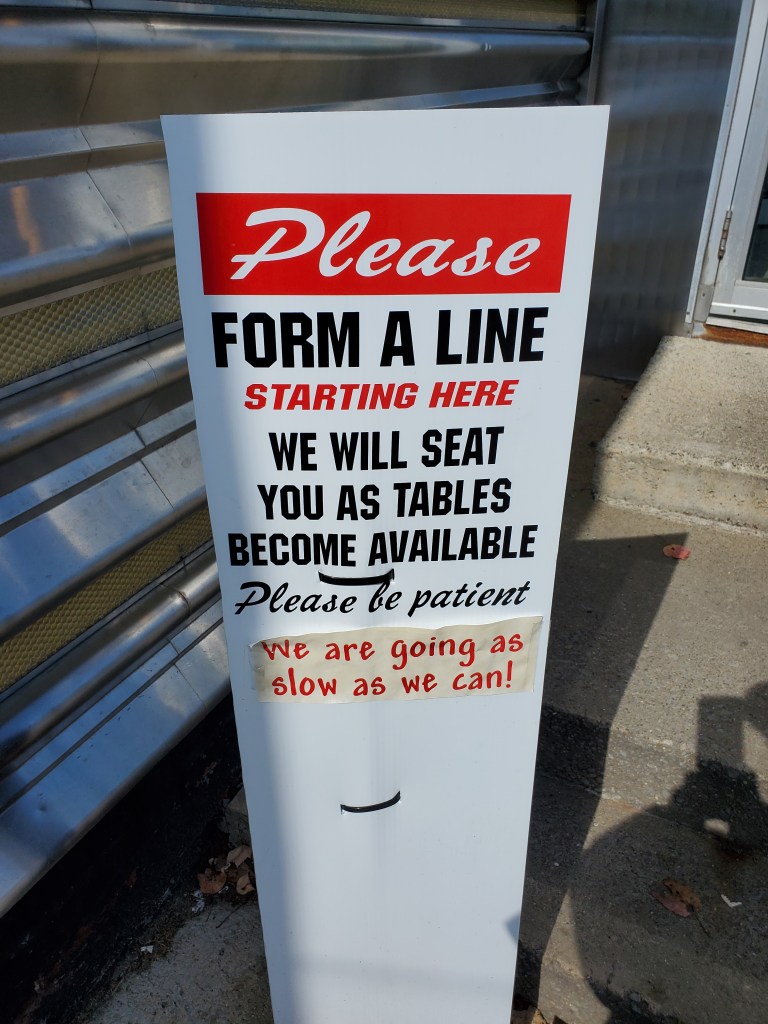 Please
FORM A LINE
STARTING HERE
WE WILL SEAT
YOU AS TABLES
BECOME AVAILABLE
Please be patient
We are going as
slow as we can!